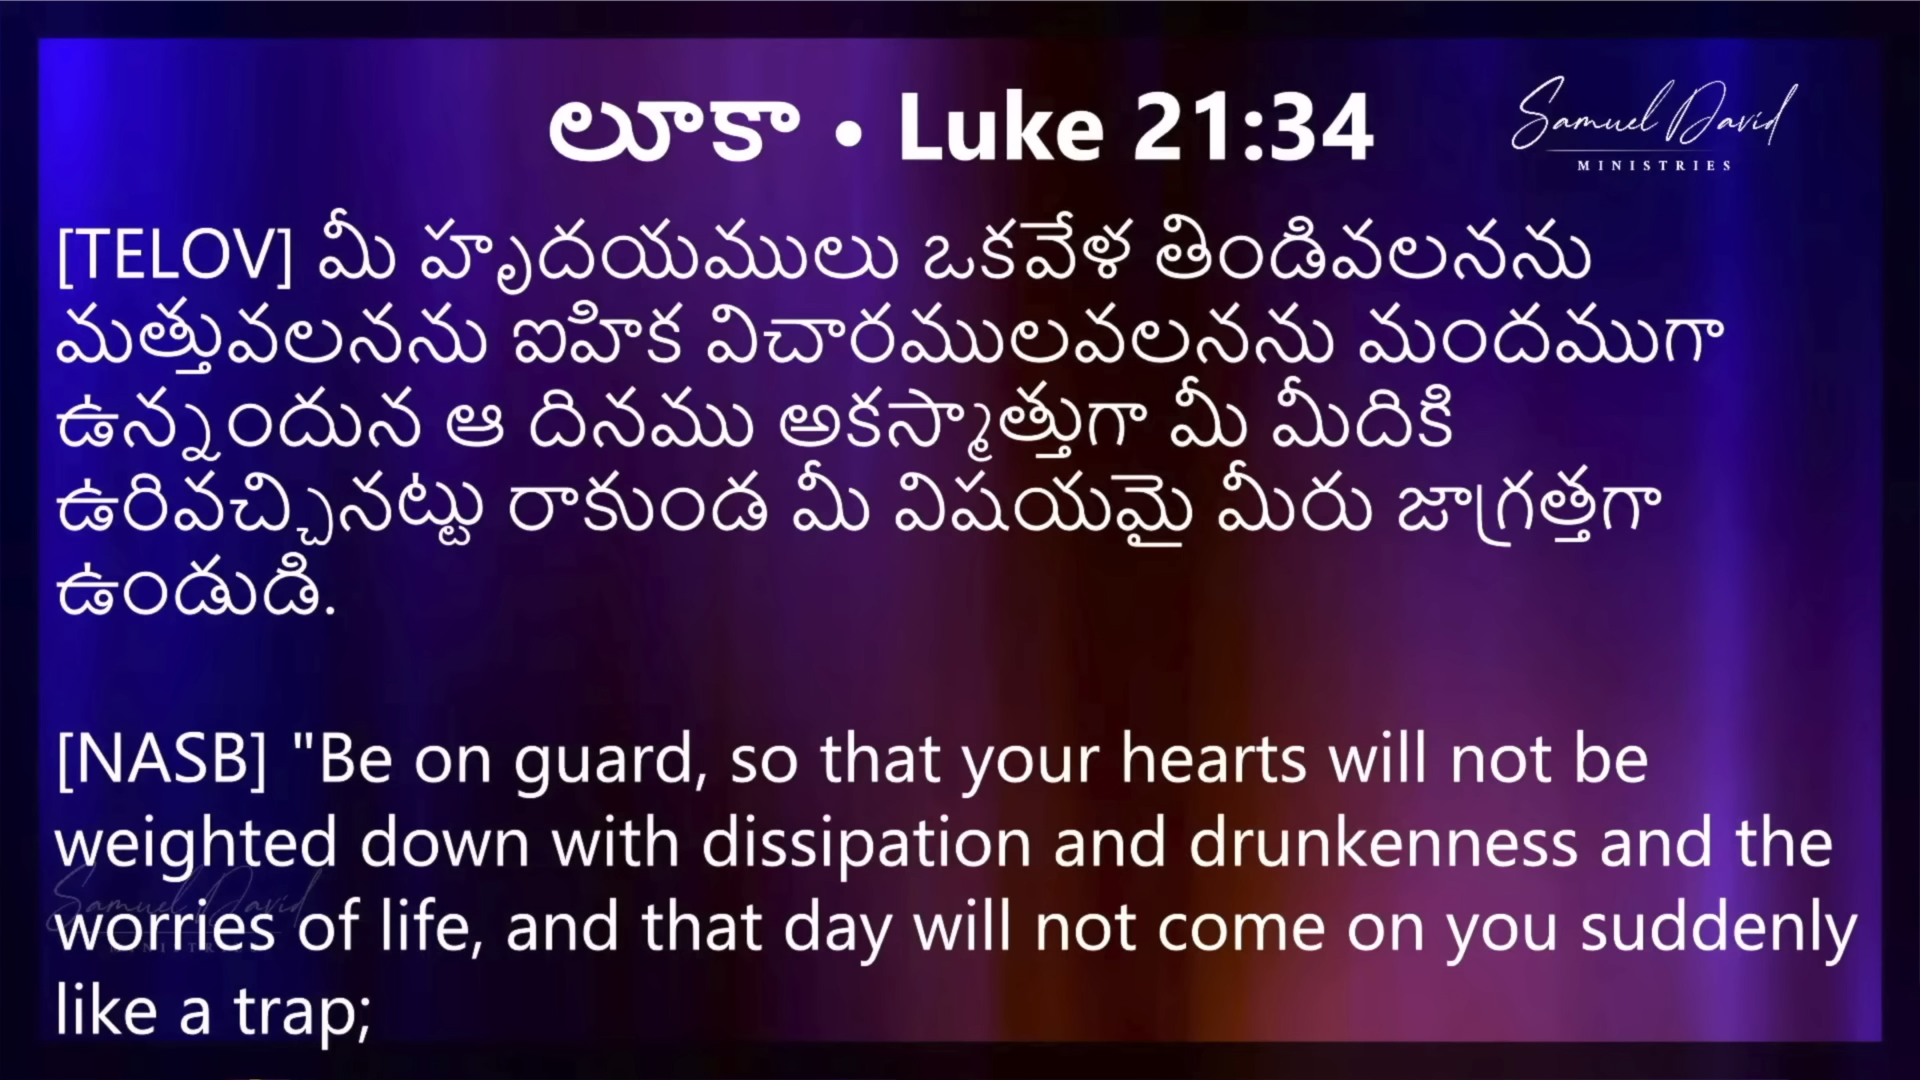 లూకా • Luke 21:34
Samuel David
MINISTRIES
[TELOV] మీ హృదయములు ఒకవేళ తిండివలనను
మత్తువలనను ఐహిక విచారములవలనను మందముగా
ఉన్నందున ఆ దినము అకస్మాత్తుగా మీ మీదికి
ఉరివచ్చినట్టు రాకుండ మీ విషయమై మీరు జాగ్రత్తగా
ఉండుడి.
[NASB] "Be on guard, so that your hearts will not be
weighted down with dissipation and drunkenness and the
worries of life, and that day will not come on you suddenly
like a trap;
Samuel David